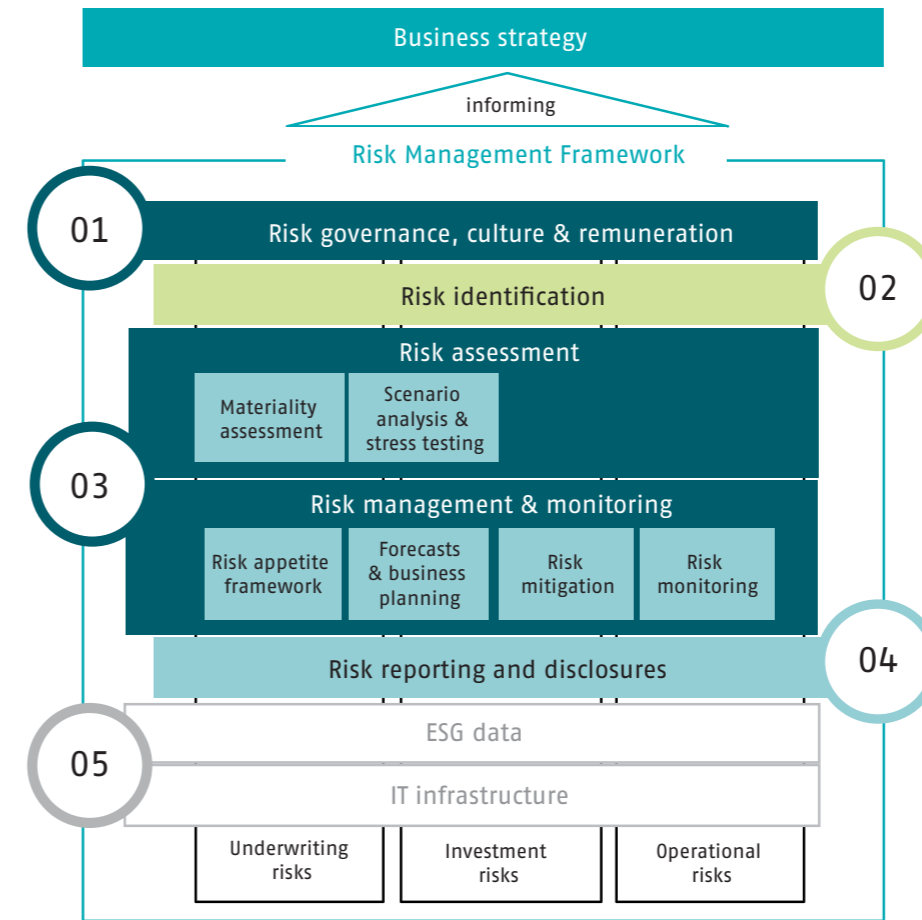 Business strategy
informing
Risk Management Framework
01
Risk governance, culture & remuneration
Risk identification
02
Risk assessment
Materiality
assessment
Scenario
analysis &
stress testing
03
Risk management & monitoring
Risk appetite
framework
Forecasts
& business
planning
Risk
mitigation
Risk
monitoring
Risk reporting and disclosures
04
ESG data
05
IT infrastructure
Underwriting
risks
Investment
risks
Operational
risks